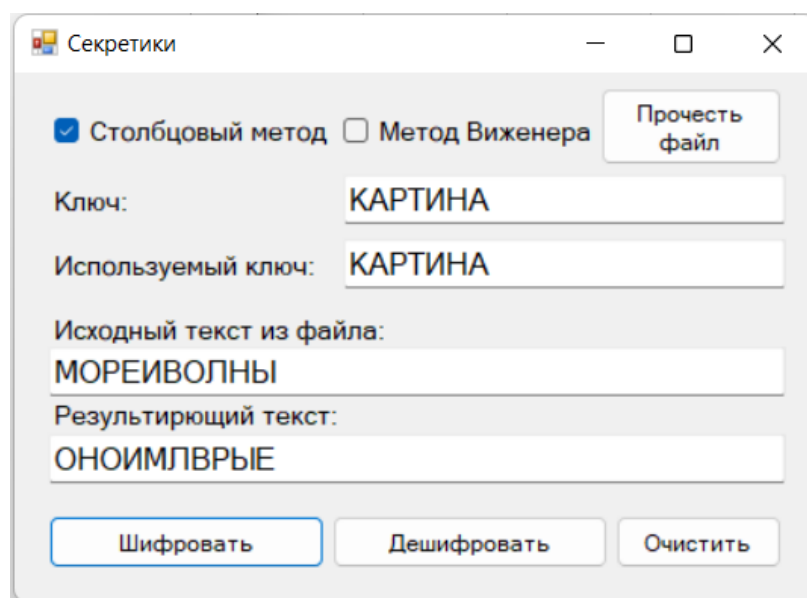 Секретики
Столбцовый метод Метод Виженера Прочесть файл
Ключ: КАРТИНА
Используемый ключ: КАРТИНА
Исходный текст из файла:
МОРЕИВОЛНЫ
Результирющий текст:
ОНОИМЛВРЫЕ
Шифровать Дешифровать Очистить